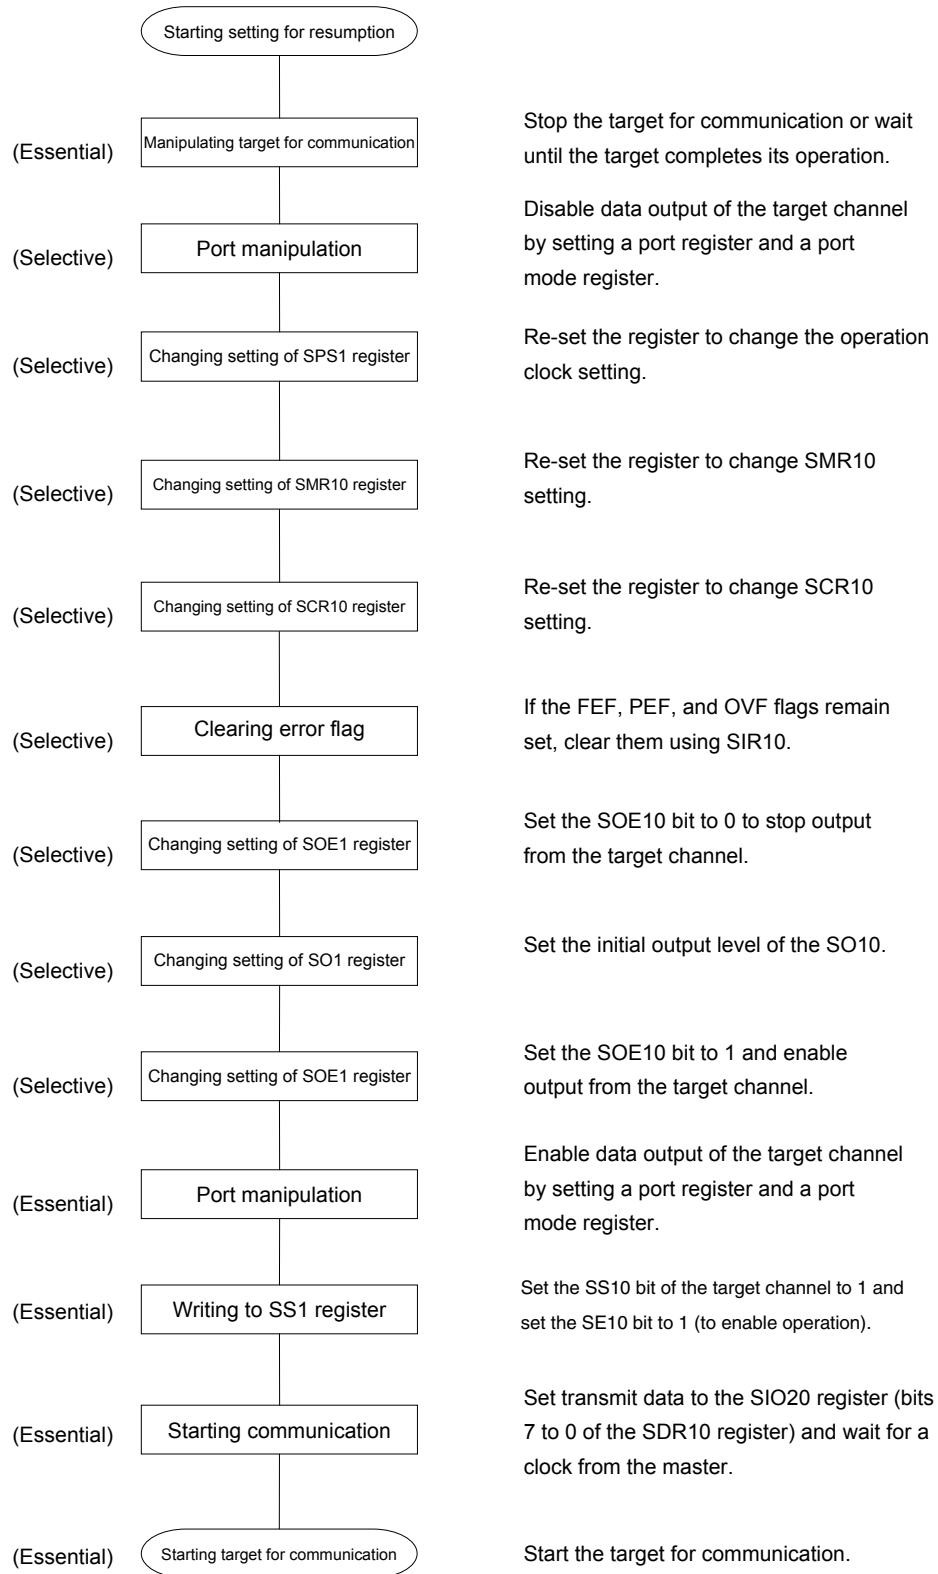 Starting setting for resumption
(Essential)
Manipulating target for communication
Stop the target for communication or wait
until the target completes its operation.
(Selective)
Port manipulation
Disable data output of the target channel
by setting a port register and a port
mode register.
(Selective)
Changing setting of SPS1 register
Re-set the register to change the operation
clock setting.
(Selective)
Changing setting of SMR10 register
Re-set the register to change SMR10
setting.
(Selective)
Changing setting of SCR10 register
Re-set the register to change SCR10
setting.
(Selective)
Clearing error flag
If the FEF, PEF, and OVF flags remain
set, clear them using SIR10.
(Selective)
Changing setting of SOE1 register
Set the SOE10 bit to 0 to stop output
from the target channel.
(Selective)
Changing setting of SO1 register
Set the initial output level of the SO10.
(Selective)
Changing setting of SOE1 register
Set the SOE10 bit to 1 and enable
output from the target channel.
(Essential)
Port manipulation
Enable data output of the target channel
by setting a port register and a port
mode register.
(Essential)
Writing to SS1 register
Set the SS10 bit of the target channel to 1 and
set the SE10 bit to 1 (to enable operation).
(Essential)
Starting communication
Set transmit data to the SIO20 register (bits
7 to 0 of the SDR10 register) and wait for a
clock from the master.
(Essential)
Starting target for communication
Start the target for communication.